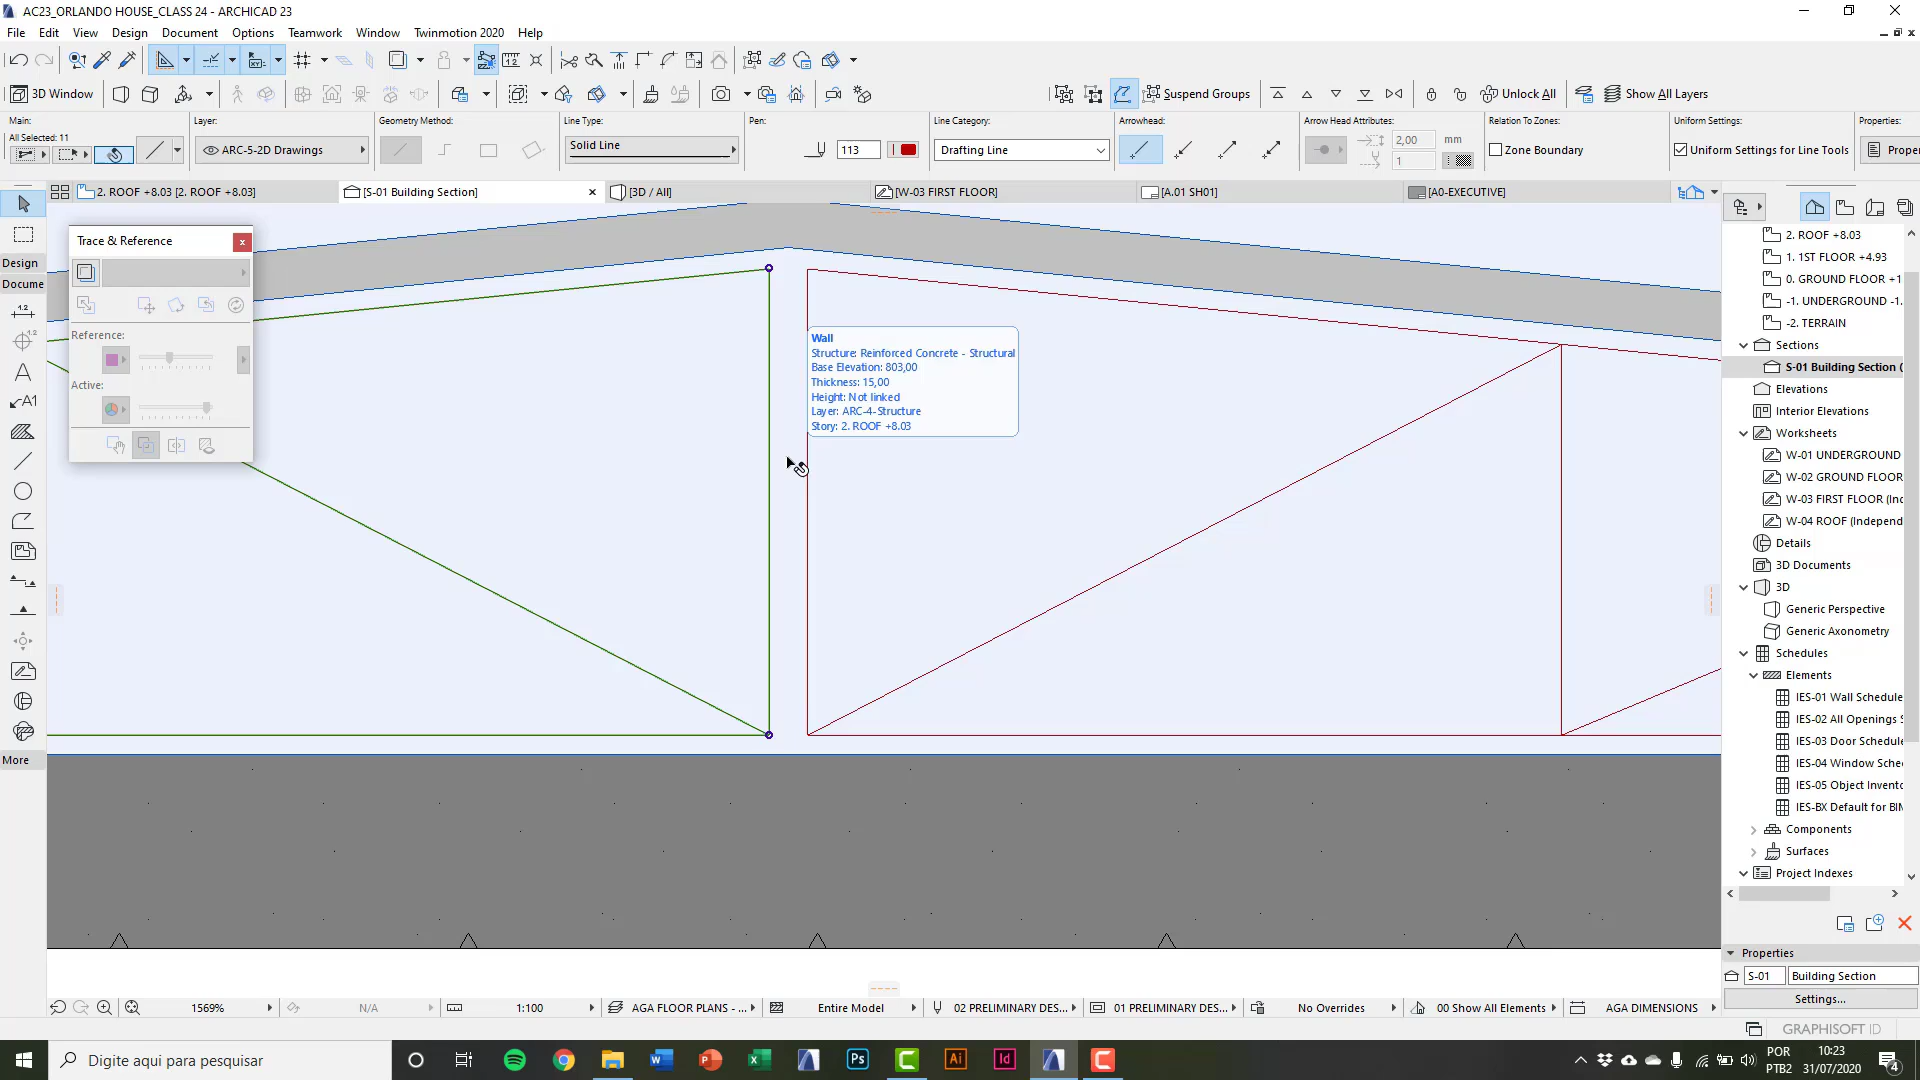 AC23_ORLANDO HOUSE_CLASS 24 - ARCHICAD 23
File Edit View Design Document Options Teamwork Window Twinmotion 2020 Help
3D Window
Suspend Groups
Unlock All
Show All Layers
Main:
All Selected: 11
Layer:
ARC-5-2D Drawings
Geometry Method:
Line Type:
Solid Line
Pen:
113
Line Category:
Drafting Line
Arrowhead:
Arrow Head Attributes:
2,00 mm
1
Relation To Zones:
Zone Boundary
Uniform Settings:
Uniform Settings for Line Tools
Properties:
Proper
2. ROOF +8.03 [2. ROOF +8.03]
[S-01 Building Section]
[3D / All]
[W-03 FIRST FLOOR]
[A.01 SH01]
[A0-EXECUTIVE]
Design
Docume
More
Trace & Reference
Reference:
Active:
Wall
Structure: Reinforced Concrete - Structural
Base Elevation: 803,00
Thickness: 15,00
Height: Not linked
Layer: ARC-4-Structure
Story: 2. ROOF +8.03
2. ROOF +8.03
1. 1ST FLOOR +4.93
0. GROUND FLOOR +1
-1. UNDERGROUND -1.
-2. TERRAIN
Sections
S-01 Building Section (
Elevations
Interior Elevations
Worksheets
W-01 UNDERGROUND
W-02 GROUND FLOOR
W-03 FIRST FLOOR (Inc
W-04 ROOF (Independ
Details
3D Documents
3D
Generic Perspective
Generic Axonometry
Schedules
Elements
IES-01 Wall Schedule
IES-02 All Openings S
IES-03 Door Schedule
IES-04 Window Sche
IES-05 Object Invento
IES-BX Default for BIM
Components
Surfaces
Project Indexes
Properties
S-01 Building Section
Settings...
1569%
N/A
1:100
AGA FLOOR PLANS - ...
Entire Model
02 PRELIMINARY DES...
01 PRELIMINARY DES...
No Overrides
00 Show All Elements
AGA DIMENSIONS
GRAPHISOFT ID
Digite aqui para pesquisar
POR
PTB2
10:23
31/07/2020
4